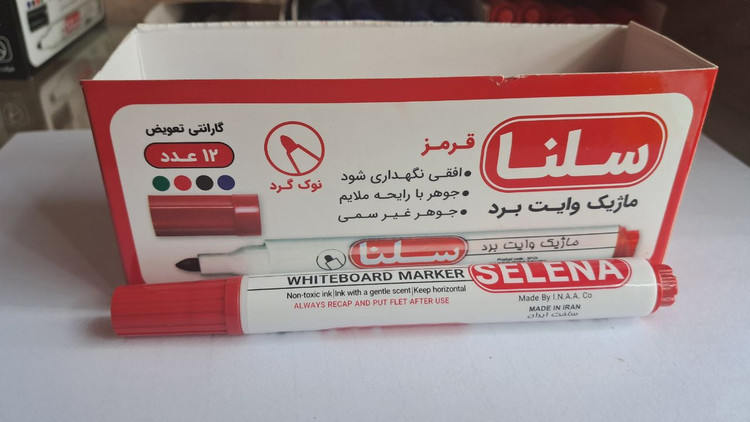 گارانتی تعویض
۱۲ عدد
نوک گرد
قرمز
سلنا
ماژیک وایت برد
•افقی نگهداری شود
•جوهر با رایحه ملایم
•جوهر غیر سمی
سلنا
ماژیک وایت برد
WHITEBOARD MARKER
SELENA
Non-toxic ink|Ink with a gentle scent|Keep horizontal
ALWAYS RECAP AND PUT FLET AFTER USE
Made By I.N.A.A. Co
MADE IN IRAN
ساخت ایران